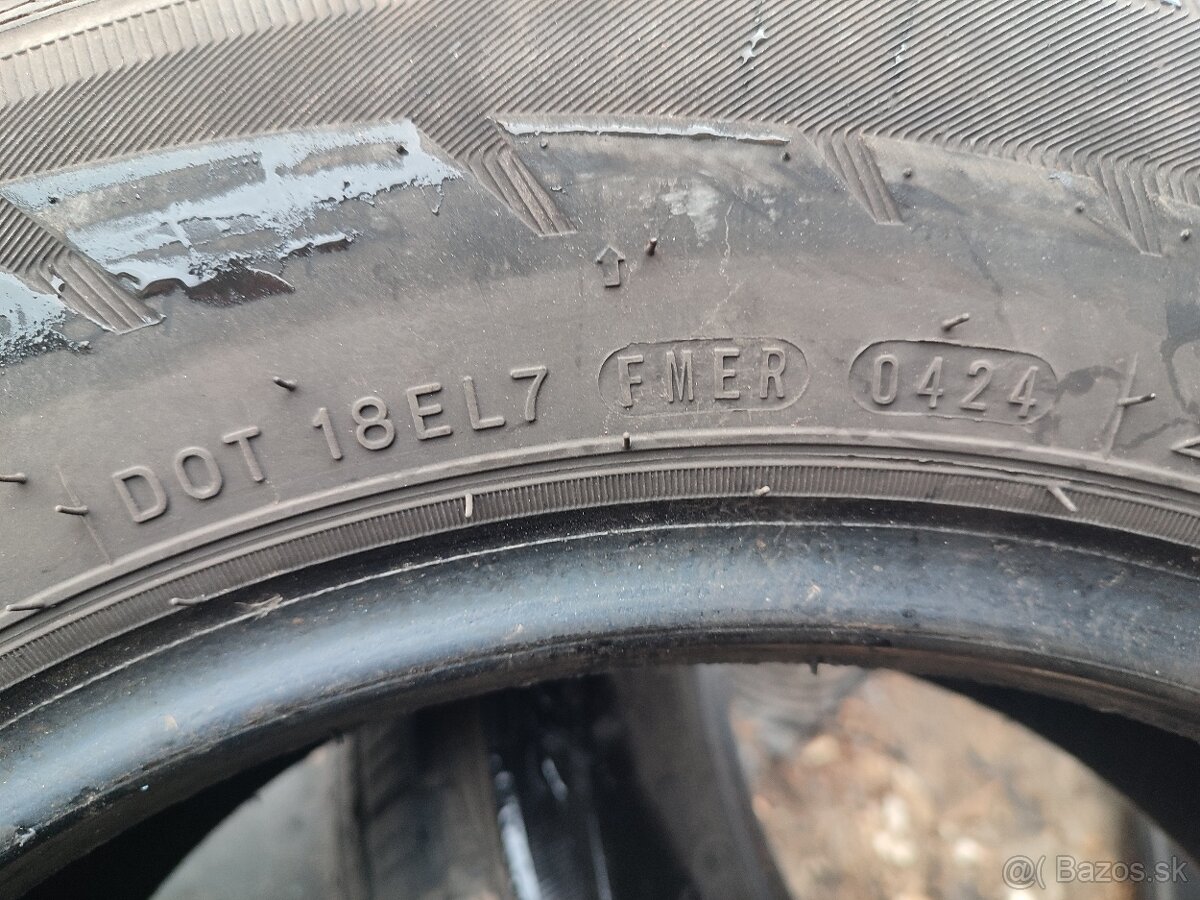 DOT 18EL7 FMER 0424
@( Bazos.sk